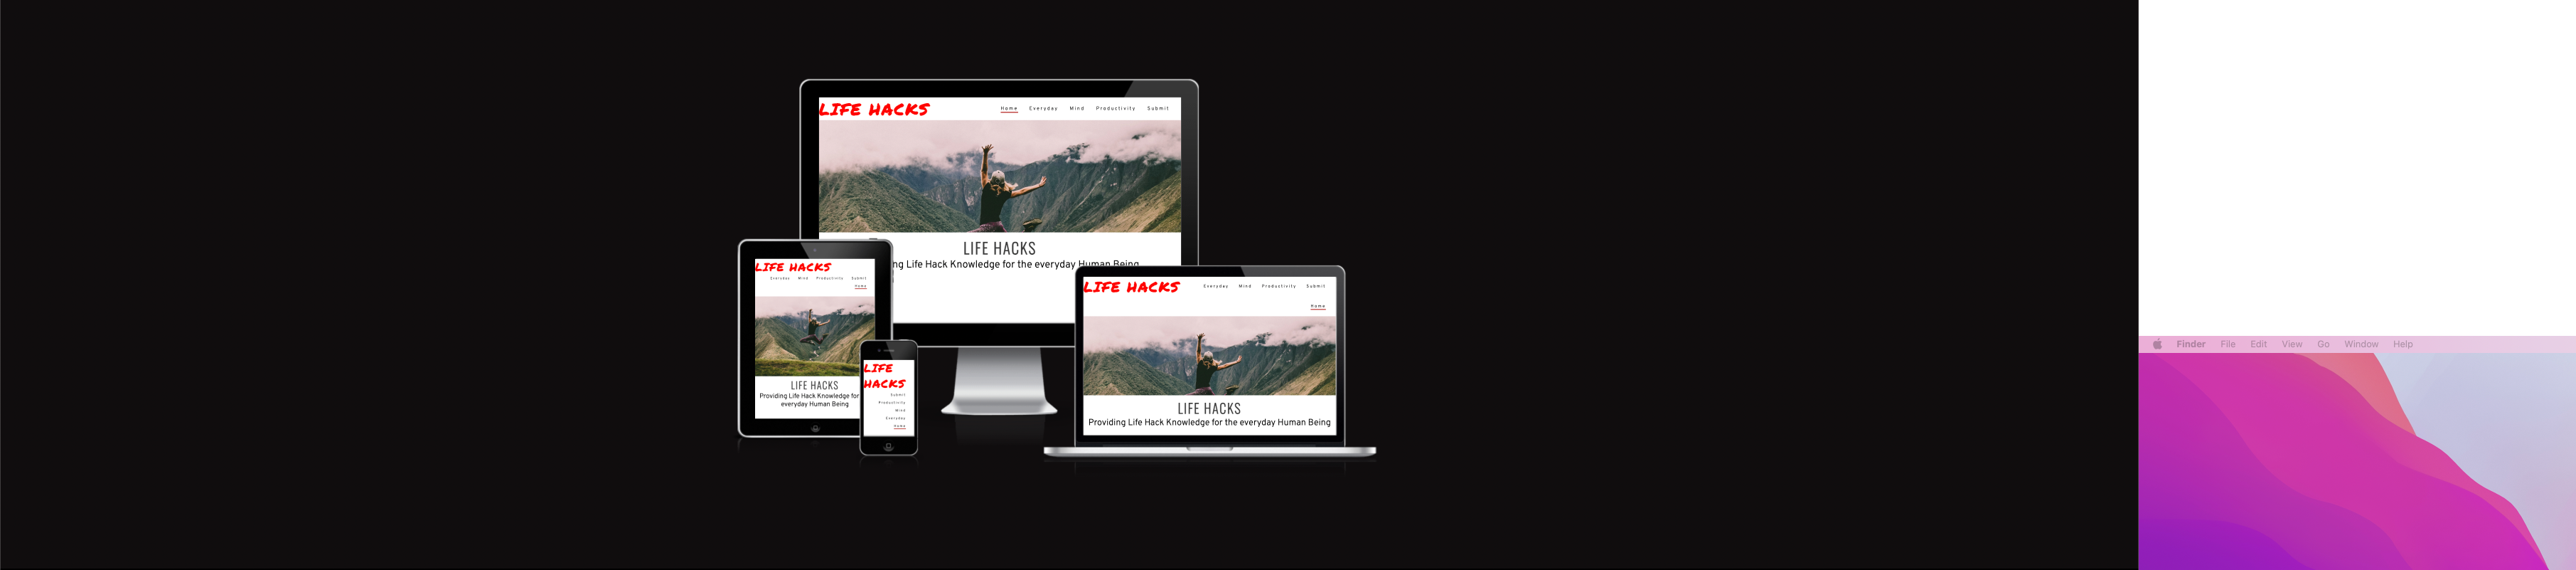 LIFE HACKS
Home Everyday Mind Productivity Submit
LIFE HACKS
ng Life Hack Knowledge for the everyday Human Being
LIFE HACKS
Everyday Mind Productivity Submit
Home
LIFE HACKS
Providing Life Hack Knowledge for
everyday Human Being
LIFE
HACKS
Submit
Productivity
Mind
Everyday
Home
LIFE HACKS
Everyday Mind Productivity Submit
Home
LIFE HACKS
Providing Life Hack Knowledge for the everyday Human Being
Finder File Edit View Go Window Help